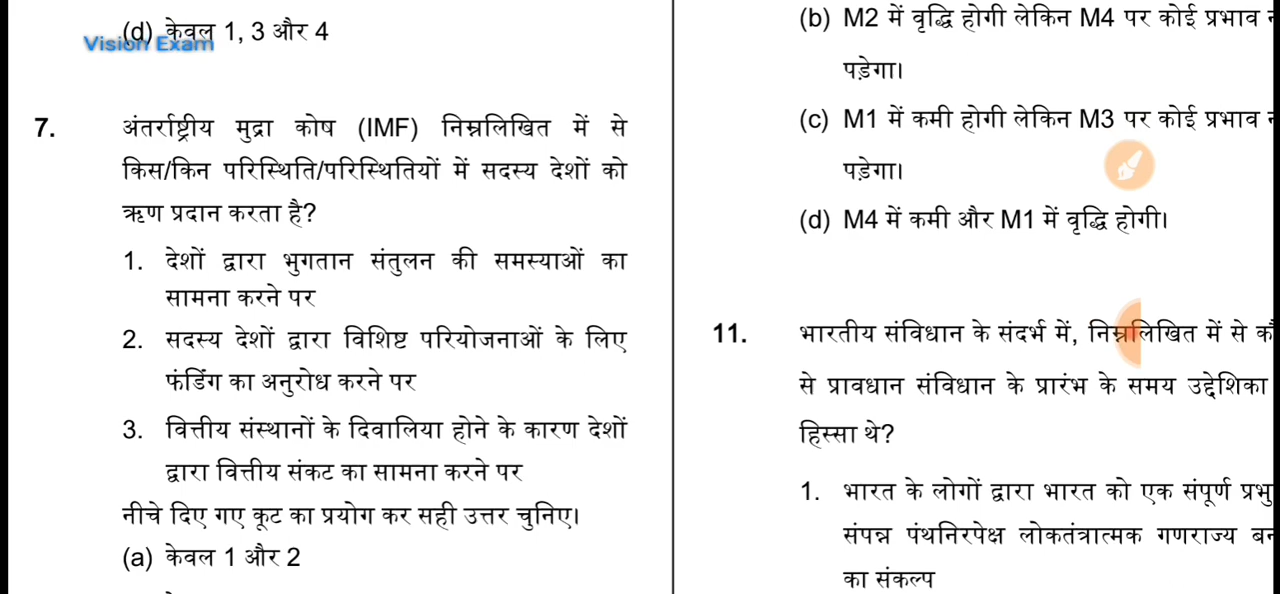 (d) केवल 1, 3 और 4
Vision Exam
7. अंतर्राष्ट्रीय मुद्रा कोष (IMF) निम्नलिखित में से
किस/किन परिस्थिति/परिस्थितियों में सदस्य देशों को
ऋण प्रदान करता है?
1. देशों द्वारा भुगतान संतुलन की समस्याओं का
सामना करने पर
2. सदस्य देशों द्वारा विशिष्ट परियोजनाओं के लिए
फंडिंग का अनुरोध करने पर
3. वित्तीय संस्थानों के दिवालिया होने के कारण देशों
द्वारा वित्तीय संकट का सामना करने पर
नीचे दिए गए कूट का प्रयोग कर सही उत्तर चुनिए।
(a) केवल 1 और 2
(b) M2 में वृद्धि होगी लेकिन M4 पर कोई प्रभाव
पड़ेगा।
(c) M1 में कमी होगी लेकिन M3 पर कोई प्रभाव
पड़ेगा।
(d) M4 में कमी और M1 में वृद्धि होगी।
11. भारतीय संविधान के संदर्भ में, निम्नलिखित में से
से प्रावधान संविधान के प्रारंभ के समय उद्देशिका
हिस्सा थे?
1. भारत के लोगों द्वारा भारत को एक संपूर्ण
संपन्न पंथनिरपेक्ष लोकतंत्रात्मक गणराज्य
का संकल्प